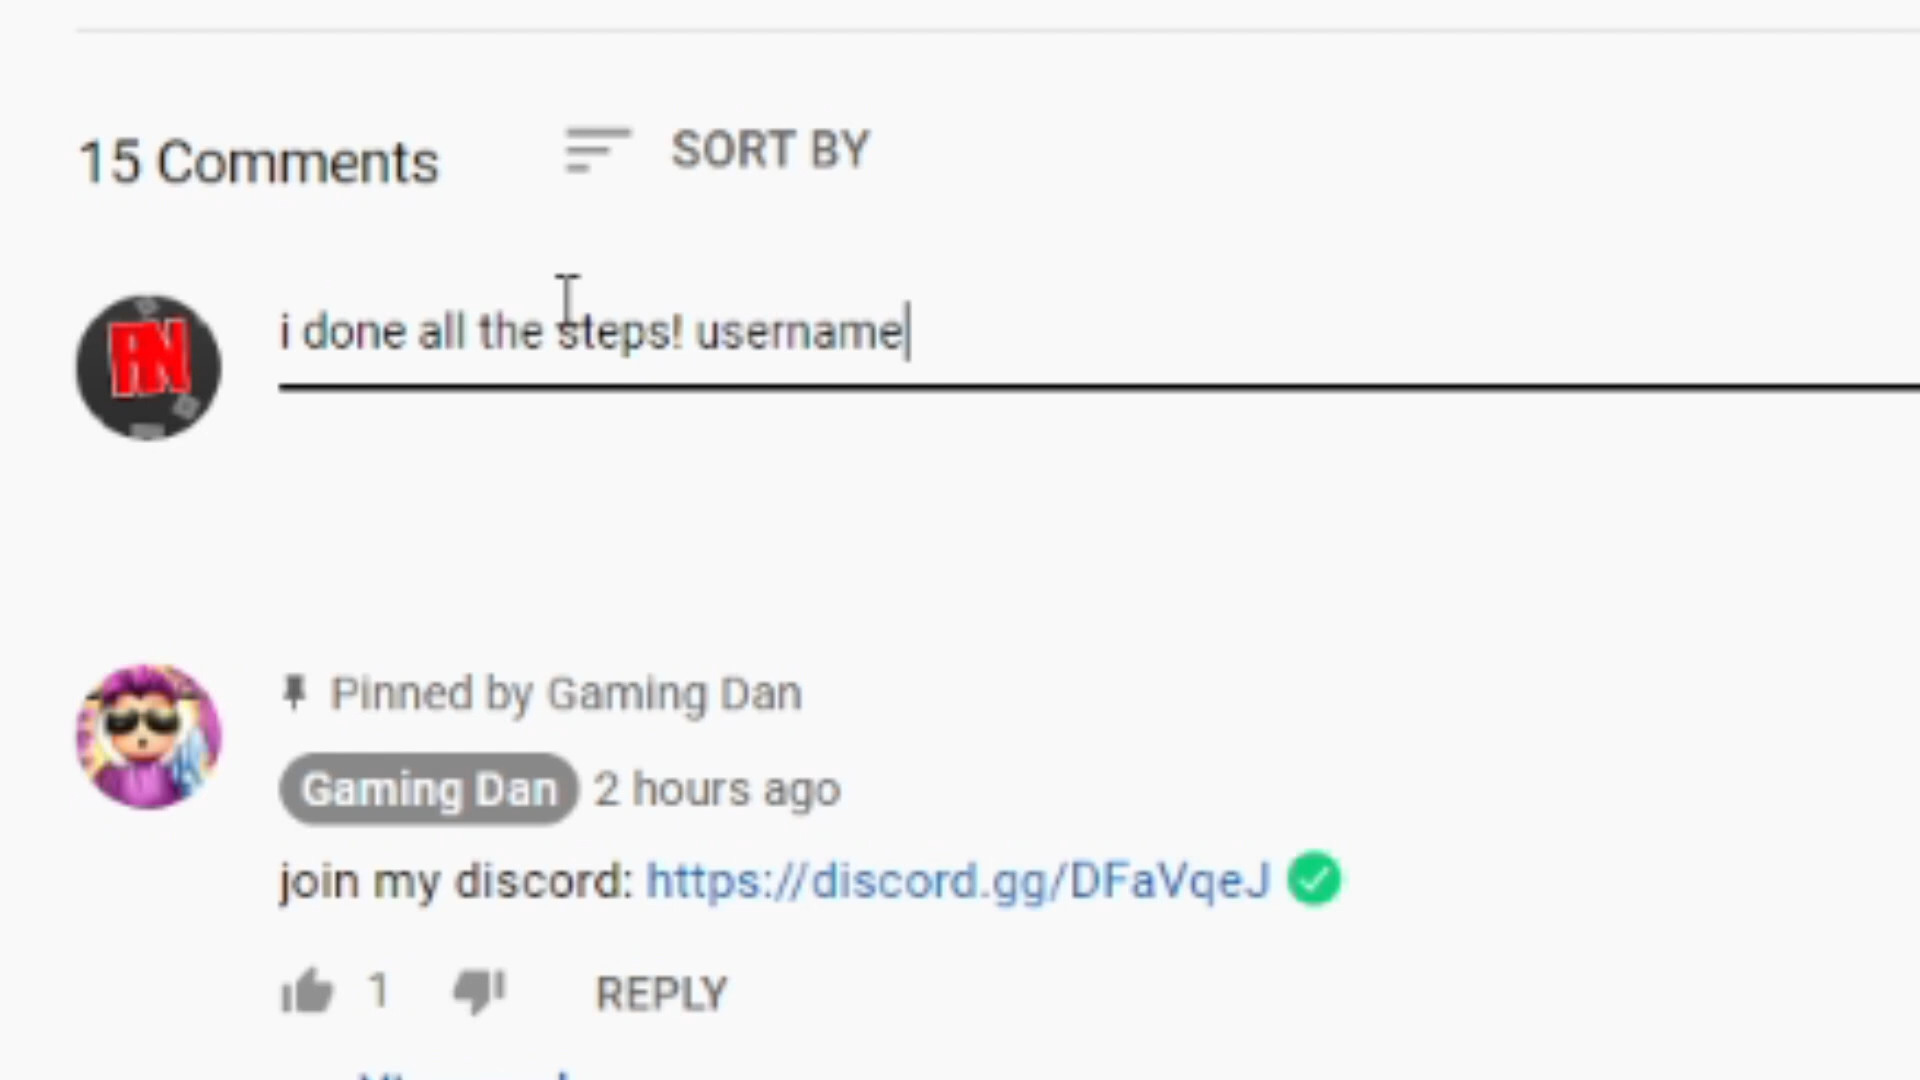 15 Comments
SORT BY
FN
i done all the steps! username
Pinned by Gaming Dan
Gaming Dan 2 hours ago
join my discord: https://discord.gg/DFaVqeJ
1
REPLY